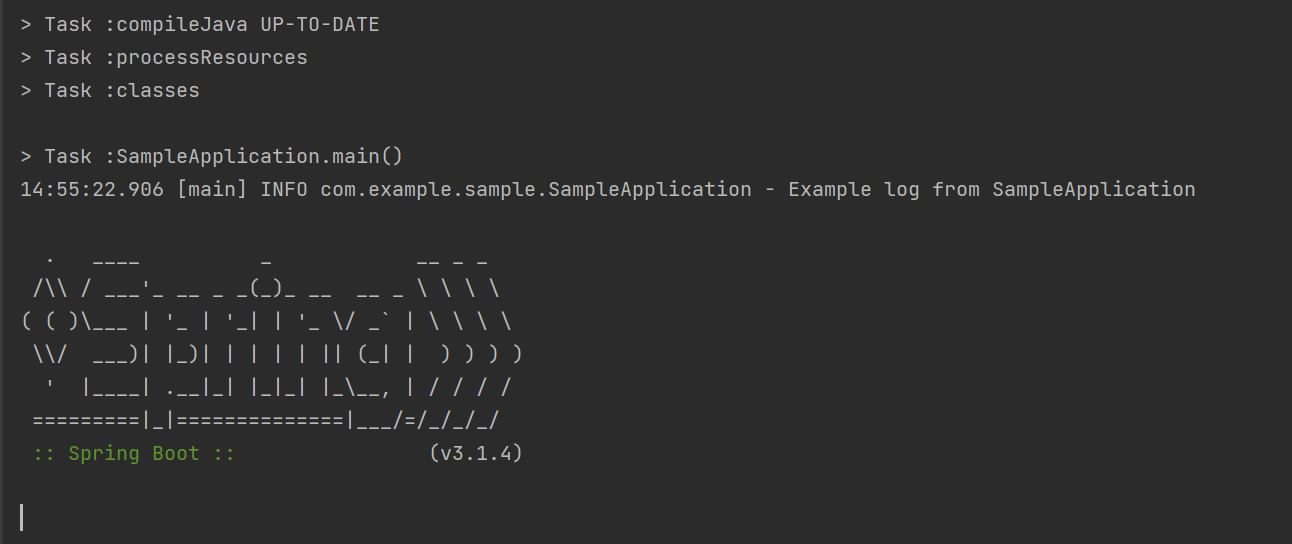 > Task :compileJava UP-TO-DATE
> Task :processResources
> Task :classes

> Task :SampleApplication.main()
14:55:22.906 [main] INFO com.example.sample.SampleApplication - Example log from SampleApplication

  .   ____          _            __ _ _
 /\\ / ___'_ __ _ _(_)_ __  __ _ \ \ \ \
( ( )\___ | '_ | '_| | '_ \/ _` | \ \ \ \
 \\/  ___)| |_)| | | | | || (_| |  ) ) ) )
  '  |____| .__|_| |_|_| |_\__, | / / / /
 =========|_|==============|___/=/_/_/_/
 :: Spring Boot ::                (v3.1.4)